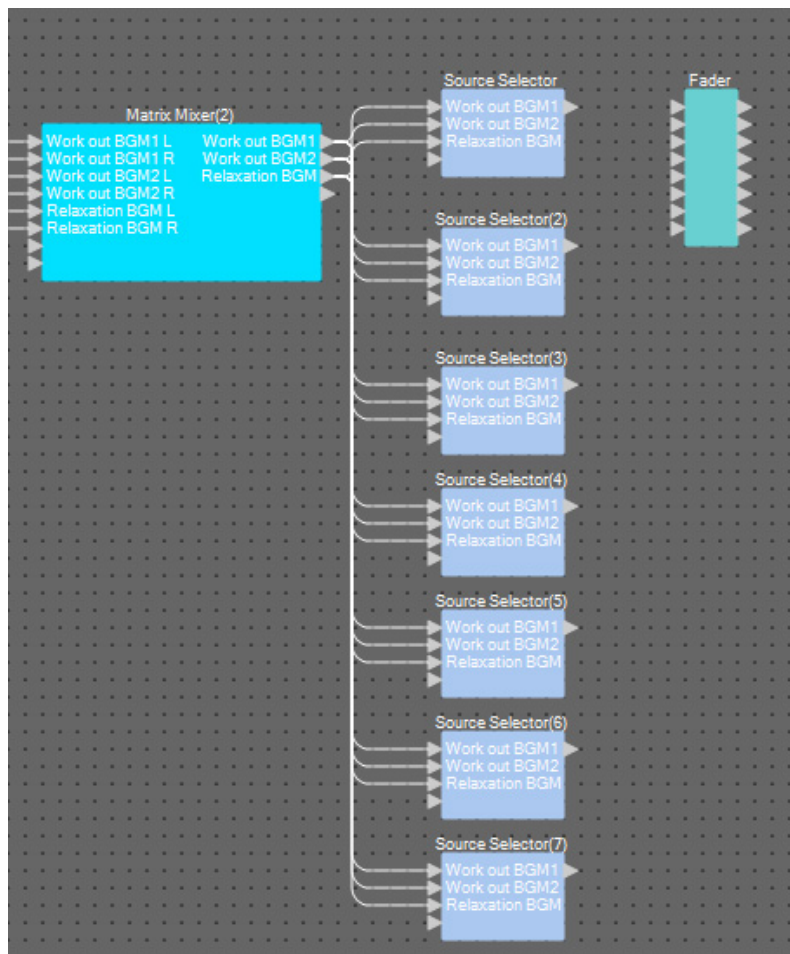 Matrix Mixer(2)
Work out BGM1 L Work out BGM1
Work out BGM1 R Work out BGM2
Work out BGM2 L Relaxation BGM
Work out BGM2 R
Relaxation BGM L
Relaxation BGM R
Source Selector
Work out BGM1
Work out BGM2
Relaxation BGM
Source Selector(2)
Work out BGM1
Work out BGM2
Relaxation BGM
Source Selector(3)
Work out BGM1
Work out BGM2
Relaxation BGM
Source Selector(4)
Work out BGM1
Work out BGM2
Relaxation BGM
Source Selector(5)
Work out BGM1
Work out BGM2
Relaxation BGM
Source Selector(6)
Work out BGM1
Work out BGM2
Relaxation BGM
Source Selector(7)
Work out BGM1
Work out BGM2
Relaxation BGM
Fader